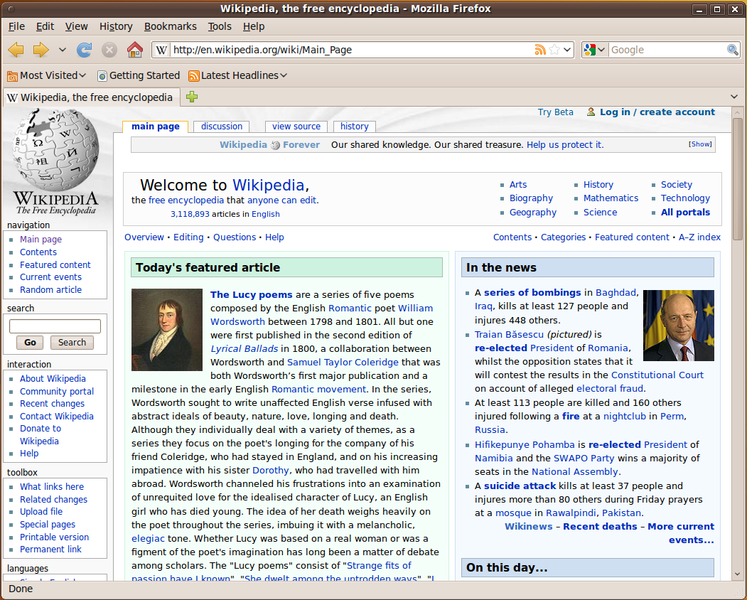 Wikipedia, the free encyclopedia - Mozilla Firefox
File Edit View History Bookmarks Tools Help
http://en.wikipedia.org/wiki/Main_Page
Google
Most Visited Getting Started Latest Headlines
Wikipedia, the free encyclopedia
Try Beta Log in / create account
main page discussion view source history
Wikipedia Forever Our shared knowledge. Our shared treasure. Help us protect it. [Show]
WIKIPEDIA
The Free Encyclopedia
navigation
Main page
Contents
Featured content
Current events
Random article
search
Go Search
interaction
About Wikipedia
Community portal
Recent changes
Contact Wikipedia
Donate to
Wikipedia
Help
toolbox
What links here
Related changes
Upload file
Special pages
Printable version
Permanent link
languages
Simple English
Welcome to Wikipedia,
the free encyclopedia that anyone can edit.
3,118,893 articles in English
Arts History Society
Biography Mathematics Technology
Geography Science All portals
Overview · Editing · Questions · Help
Contents · Categories · Featured content · A–Z index
Today's featured article
The Lucy poems are a series of five poems
composed by the English Romantic poet William
Wordsworth between 1798 and 1801. All but one
were first published in the second edition of
Lyrical Ballads in 1800, a collaboration between
Wordsworth and Samuel Taylor Coleridge that was
both Wordsworth's first major publication and a
milestone in the early English Romantic movement. In the series,
Wordsworth sought to write unaffected English verse infused with
abstract ideals of beauty, nature, love, longing and death.
Although they individually deal with a variety of themes, as a
series they focus on the poet's longing for the company of his
friend Coleridge, who had stayed in England, and on his increasing
impatience with his sister Dorothy, who had travelled with him
abroad. Wordsworth channeled his frustrations into an examination
of unrequited love for the idealised character of Lucy, an English
girl who has died young. The idea of her death weighs heavily on
the poet throughout the series, imbuing it with a melancholic,
elegiac tone. Whether Lucy was based on a real woman or was a
figment of the poet's imagination has long been a matter of debate
among scholars. The "Lucy poems" consist of "Strange fits of
passion have I known", "She dwelt among the untrodden ways", "I
In the news
A series of bombings in Baghdad,
Iraq, kills at least 127 people and
injures 448 others.
Traian Băsescu (pictured) is
re-elected President of Romania,
whilst the opposition states that it
will contest the results in the Constitutional Court
on account of alleged electoral fraud.
At least 113 people are killed and 160 others
injured following a fire at a nightclub in Perm,
Russia.
Hifikepunye Pohamba is re-elected President of
Namibia and the SWAPO Party wins a majority of
seats in the National Assembly.
A suicide attack kills at least 37 people and
injures more than 80 others during Friday prayers
at a mosque in Rawalpindi, Pakistan.
Wikinews – Recent deaths – More current
events...
On this day...
Done